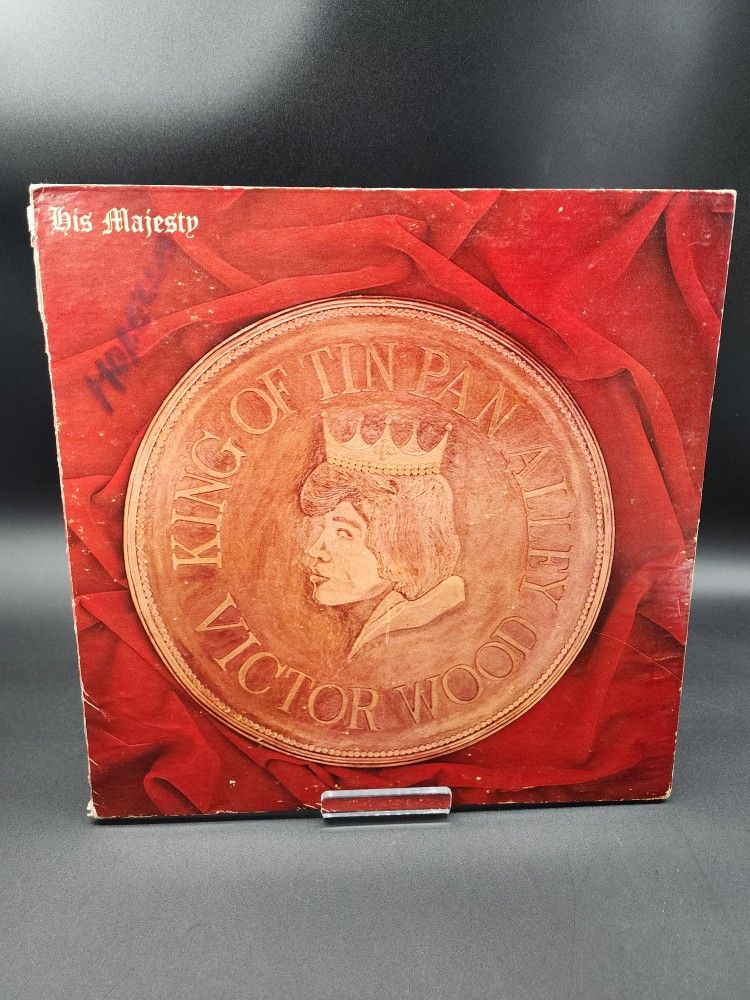 His Majesty
KING OF TIN PAN ALLEY
VICTOR WOOD